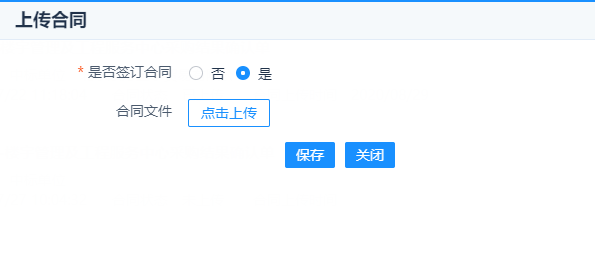 上传合同
* 是否签订合同 否 是
合同文件 点击上传
保存 关闭